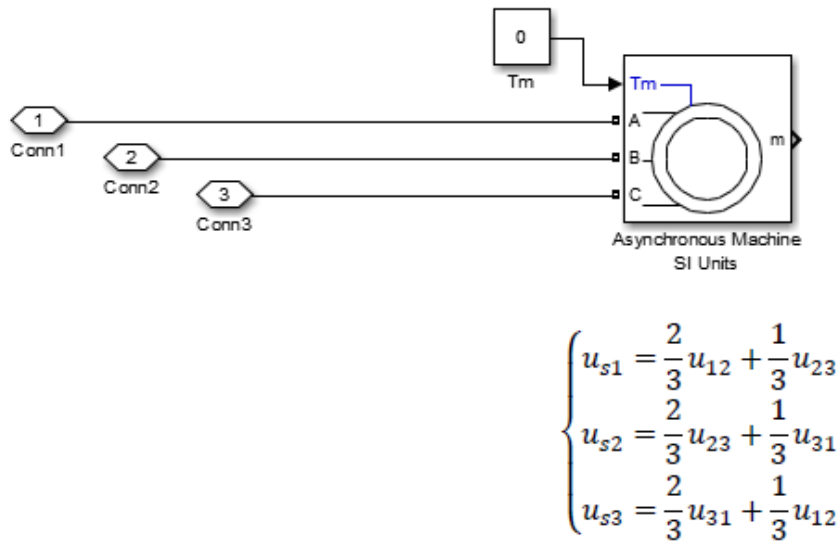 0
Tm
Tm
1
A
m
Conn1
2
B
Conn2
3
C
Conn3
Asynchronous Machine
SI Units
u_{s1} = \frac{2}{3}u_{12} + \frac{1}{3}u_{23}
u_{s2} = \frac{2}{3}u_{23} + \frac{1}{3}u_{31}
u_{s3} = \frac{2}{3}u_{31} + \frac{1}{3}u_{12}